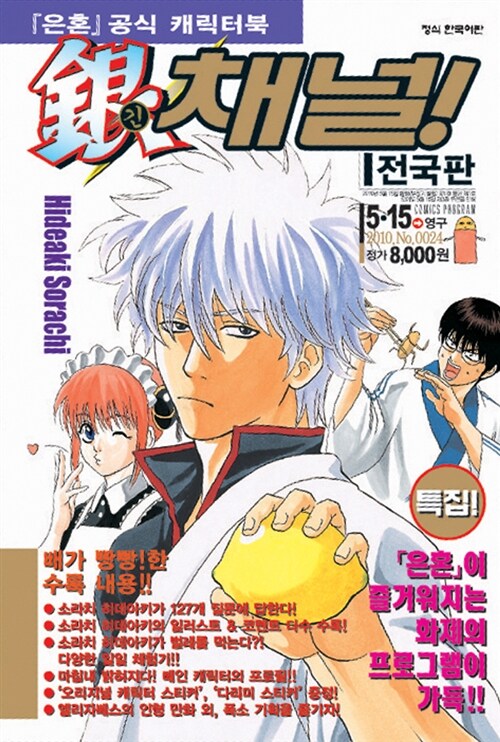 『은혼』 공식 캐릭터북
정식 한국어판
銀 긴 채널!
전국판
5·15 영구
COMICS PROGRAM
2010, No, 0024
정가 8,000원
Hideaki Sorachi
특집!
『은혼』이
즐거워지는
화제의
프로그램이
가득!!
배가 빵빵!한
수록 내용!!
● 소라치 히데아키가 127개 질문에 답한다!
● 소라치 히데아키의 일러스트 & 코멘트 다수 수록!
● 소라치 히데아키가 벌레를 먹는다?!
다양한 일일 체험기!!
● 마침내 밝혀지다! 메인 캐릭터와 프로필!!
● '오리지널 캐릭터 스티커', '다리미 스티커' 증정!
● 엘리자베스의 인형 만화 외, 폭소 기획을 즐기자!